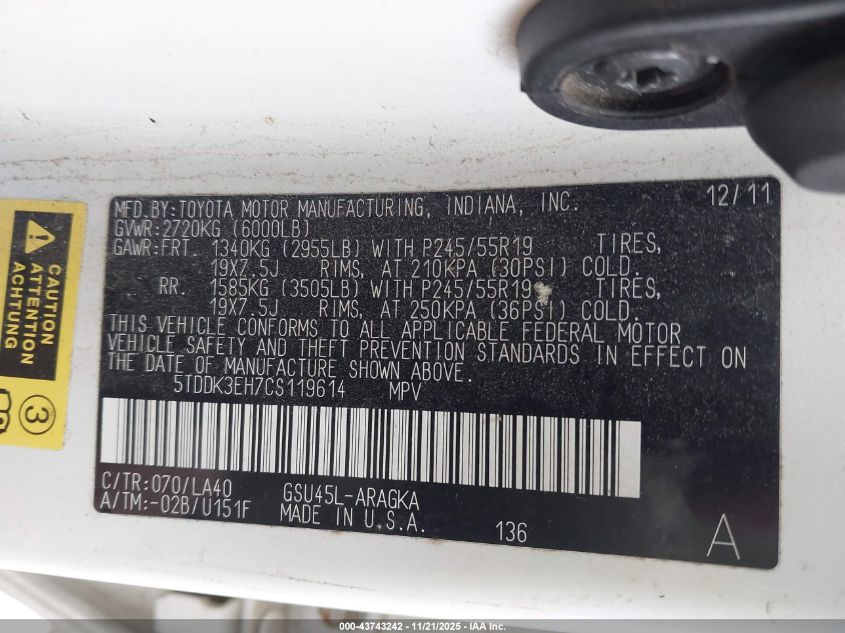 MFD.BY:TOYOTA MOTOR MANUFACTURING, INDIANA, INC. 12/11
GVWR:2720KG (6000LB)
GAWR:FRT. 1340KG (2955LB) WITH P245/55R19 TIRES,
19X7.5J RIMS, AT 210KPA (30PSI) COLD.
RR. 1585KG (3505LB) WITH P245/55R19 TIRES,
19X7.5J RIMS, AT 250KPA (36PSI) COLD.
THIS VEHICLE CONFORMS TO ALL APPLICABLE FEDERAL MOTOR
VEHICLE SAFETY AND THEFT PREVENTION STANDARDS IN EFFECT ON
THE DATE OF MANUFACTURE SHOWN ABOVE.
5TDDK3EH7CS119614 MPV
C/TR:070/LA40 GSU45L-ARAGKA
A/TM:-02B/U151F MADE IN U.S.A. 136 A
3
000-43743242 - 11/21/2025 - IAA Inc.